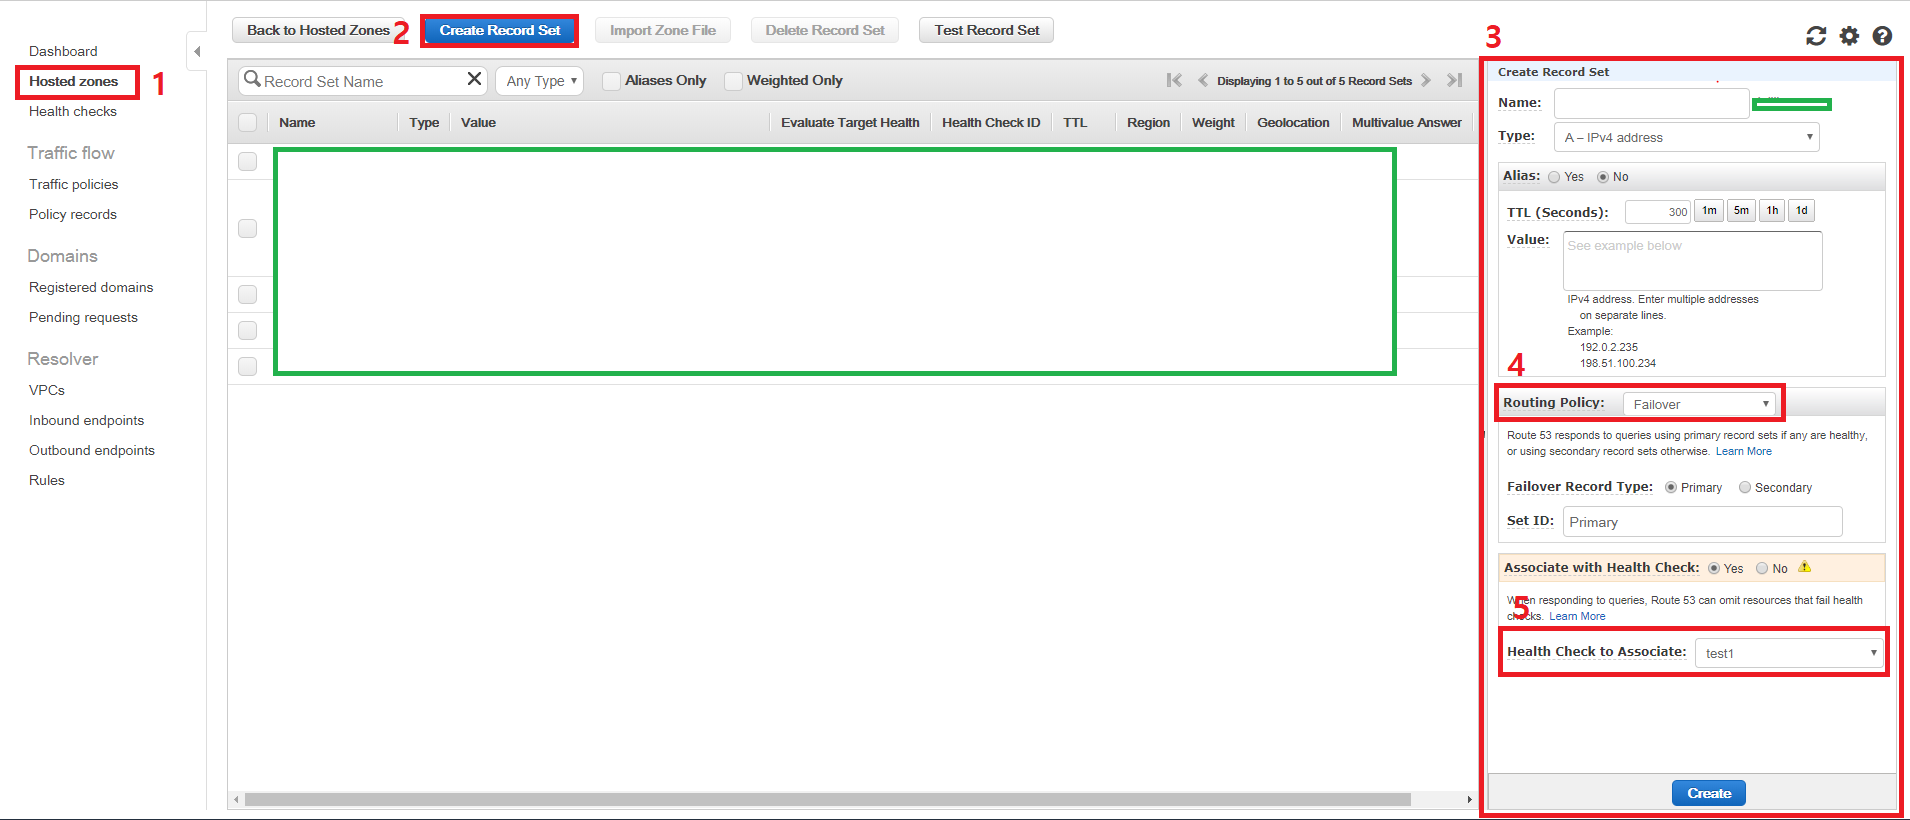 Dashboard
Hosted zones 1
Health checks
Traffic flow
Traffic policies
Policy records
Domains
Registered domains
Pending requests
Resolver
VPCs
Inbound endpoints
Outbound endpoints
Rules
Back to Hosted Zones 2 Create Record Set Import Zone File Delete Record Set Test Record Set
Record Set Name Any Type Aliases Only Weighted Only Displaying 1 to 5 out of 5 Record Sets
Name Type Value Evaluate Target Health Health Check ID TTL Region Weight Geolocation Multivalue Answer
3
Create Record Set
Name:
Type: A – IPv4 address
Alias: Yes No
TTL (Seconds): 300 1m 5m 1h 1d
Value: See example below
IPv4 address. Enter multiple addresses
on separate lines.
Example:
192.0.2.235
198.51.100.234
4
Routing Policy: Failover
Route 53 responds to queries using primary record sets if any are healthy,
or using secondary record sets otherwise. Learn More
Failover Record Type: Primary Secondary
Set ID: Primary
Associate with Health Check: Yes No
When responding to queries, Route 53 can omit resources that fail health
checks. Learn More
5
Health Check to Associate: test1
Create